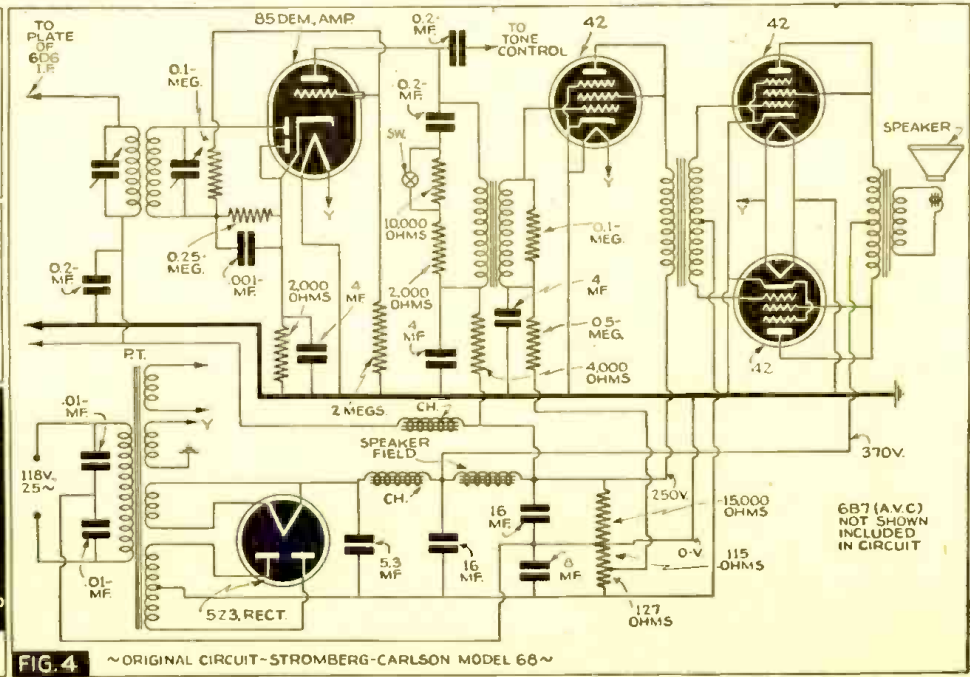 TO
PLATE
OF
6D6
I.F.
0.1-
MEG.
85 DEM., AMP.
0.2-
MF.
TO
TONE
CONTROL
42
42
0.2-
MF.
SW.
SPEAKER
Y
10,000
OHMS
0.1-
MEG.
Y
Y
0.2-
MF.
0.25-
MEG.
.001-
MF.
2,000
OHMS
4
MF.
2,000
OHMS
4
MF.
4
MF.
0.5-
MEG.
4,000
OHMS
42
P.T.
2 MEGS.
CH.
.01-
MF.
Y
SPEAKER
FIELD
118V.
25~
CH.
250V.
370V.
15,000
OHMS
6B7 (A.V.C)
NOT SHOWN
INCLUDED
IN CIRCUIT
16
MF.
0-V.
115
OHMS
.01-
MF.
5Z3, RECT.
5.3
MF.
16
MF.
8
MF.
127
OHMS
FIG. 4
~ORIGINAL CIRCUIT~STROMBERG-CARLSON MODEL 68~